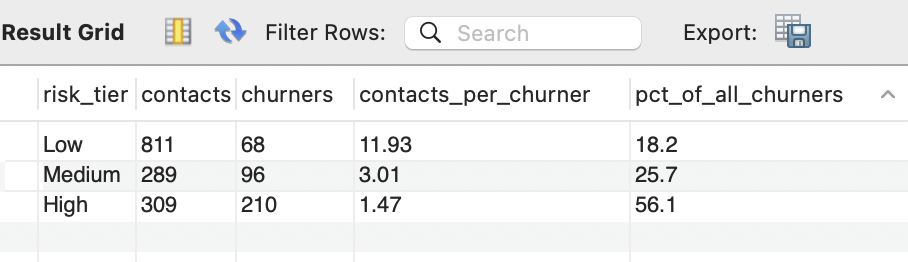 Result Grid Filter Rows: Search Export:
risk_tier contacts churners contacts_per_churner pct_of_all_churners
Low 811 68 11.93 18.2
Medium 289 96 3.01 25.7
High 309 210 1.47 56.1